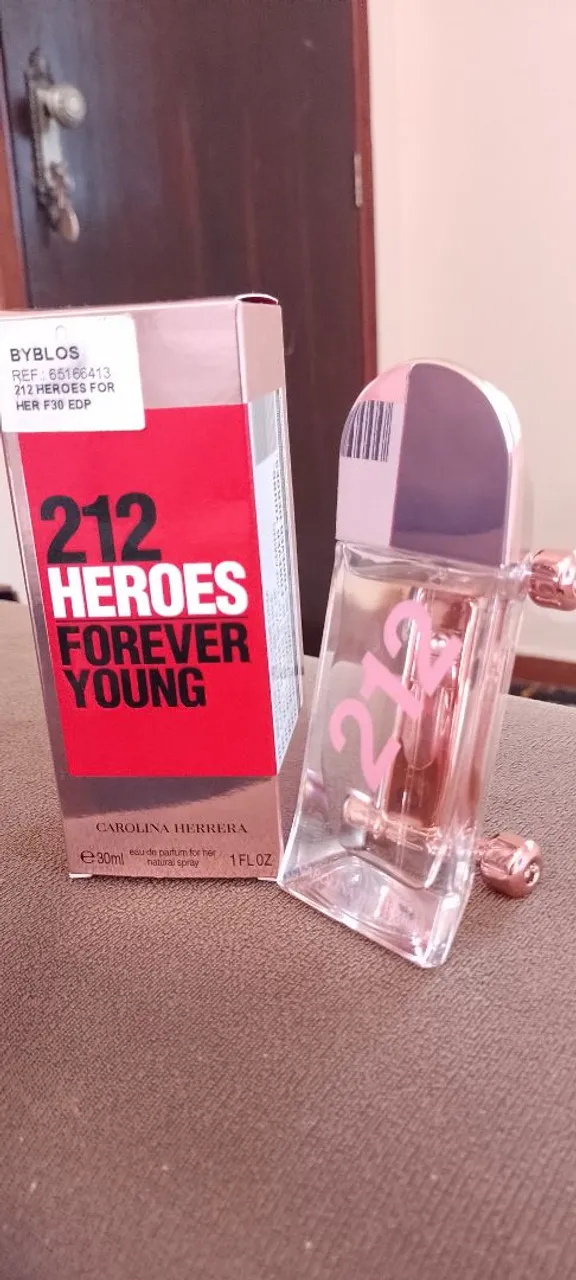 BYBLOS
REF.: 65166413
212 HEROES FOR
HER F30 EDP
212
HEROES
FOREVER
YOUNG
CAROLINA HERRERA
e 30ml eau de parfum for her
natural spray 1 FL OZ
212